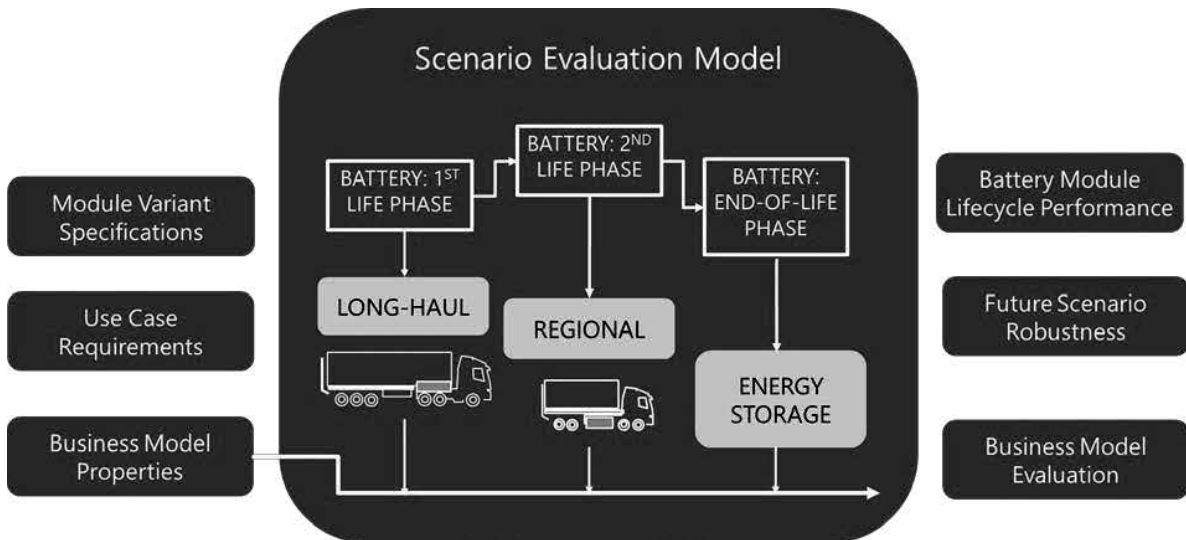 Scenario Evaluation Model
Module Variant
Specifications
Use Case
Requirements
Business Model
Properties
BATTERY: 1ST
LIFE PHASE
BATTERY: 2ND
LIFE PHASE
BATTERY:
END-OF-LIFE
PHASE
LONG-HAUL
REGIONAL
ENERGY
STORAGE
Battery Module
Lifecycle Performance
Future Scenario
Robustness
Business Model
Evaluation